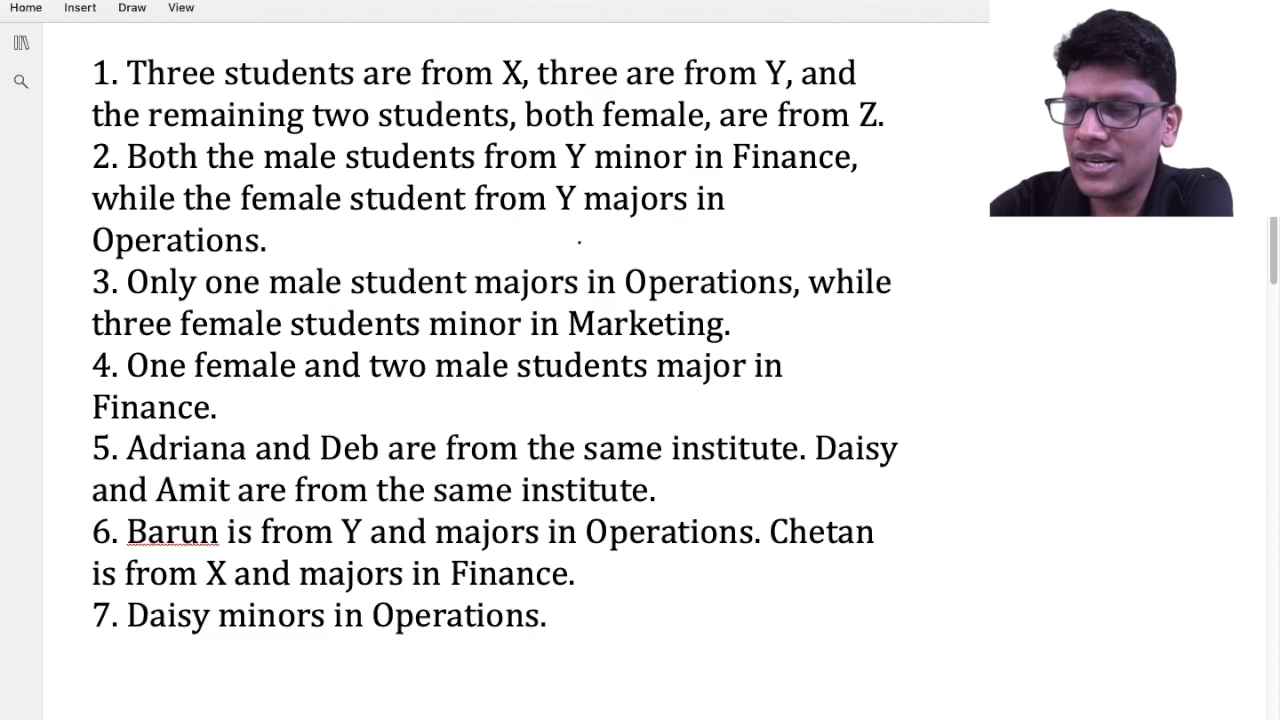 Home Insert Draw View
1. Three students are from X, three are from Y, and
the remaining two students, both female, are from Z.
2. Both the male students from Y minor in Finance,
while the female student from Y majors in
Operations.
3. Only one male student majors in Operations, while
three female students minor in Marketing.
4. One female and two male students major in
Finance.
5. Adriana and Deb are from the same institute. Daisy
and Amit are from the same institute.
6. Barun is from Y and majors in Operations. Chetan
is from X and majors in Finance.
7. Daisy minors in Operations.